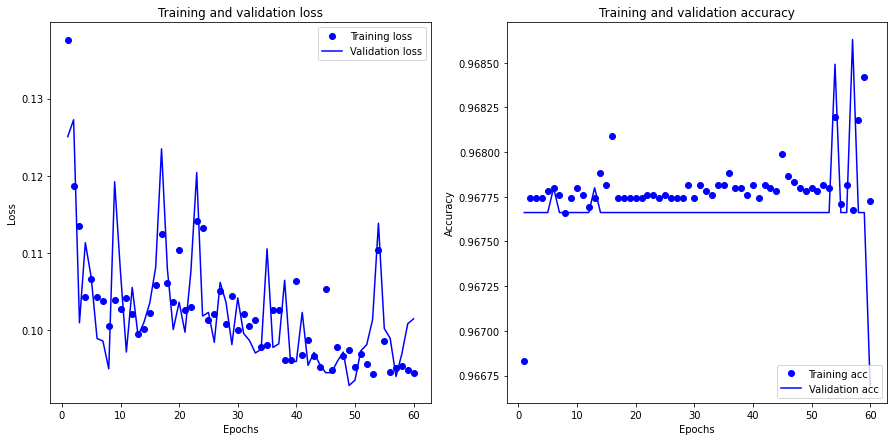 Training and validation loss
Training loss
Validation loss
0.13
0.12
0.11
0.10
Loss
0
10
20
30
40
50
60
Epochs
Training and validation accuracy
0.96850
0.96825
0.96800
0.96775
0.96750
0.96725
0.96700
0.96675
Accuracy
Training acc
Validation acc
0
10
20
30
40
50
60
Epochs